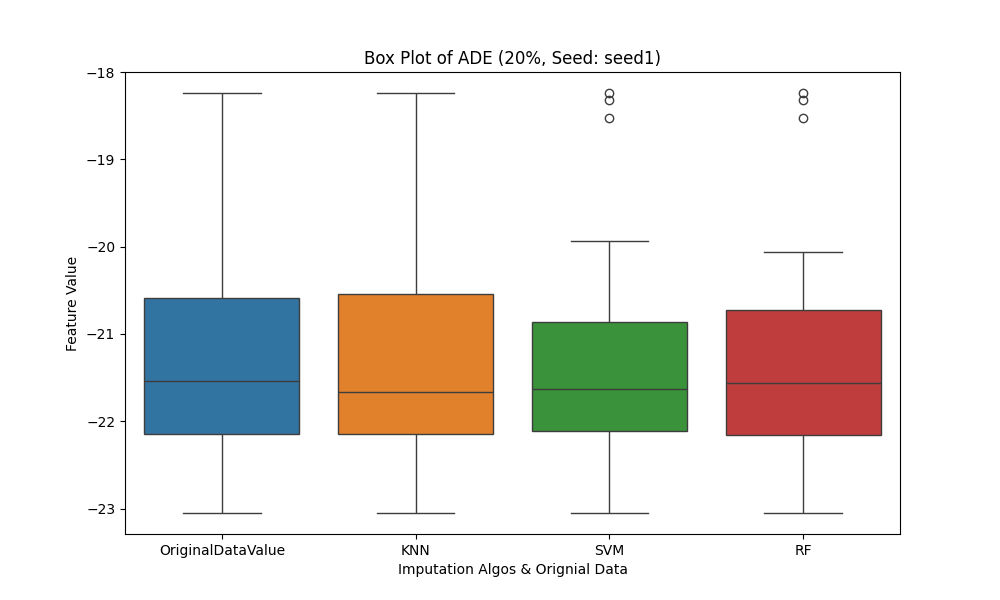 Box Plot of ADE (20%, Seed: seed1)
−18
−19
−20
−21
−22
−23
Feature Value
OriginalDataValue KNN SVM RF
Imputation Algos & Orignial Data